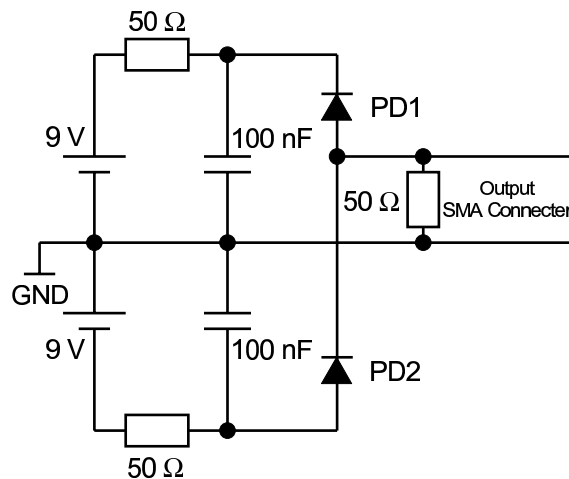 50 Ω
9 V
100 nF
PD1
50 Ω
Output
SMA Connecter
GND
9 V
100 nF
PD2
50 Ω